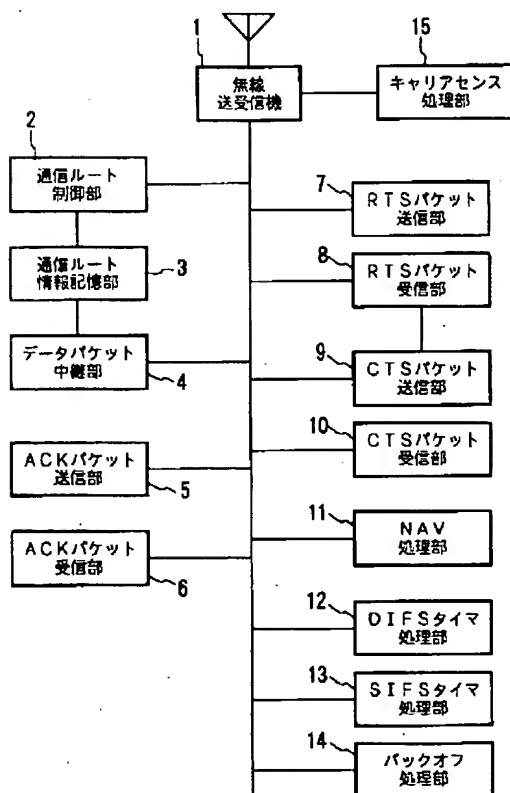 1
無線
送受信機
15
キャリアセンス
処理部
2
通信ルート
制御部
通信ルート
情報記憶部
3
データパケット
中継部
4
ACKパケット
送信部
5
ACKパケット
受信部
6
7
RTSパケット
送信部
8
RTSパケット
受信部
9
CTSパケット
送信部
10
CTSパケット
受信部
11
NAV
処理部
12
DIFSタイマ
処理部
13
SIFSタイマ
処理部
14
バックオフ
処理部